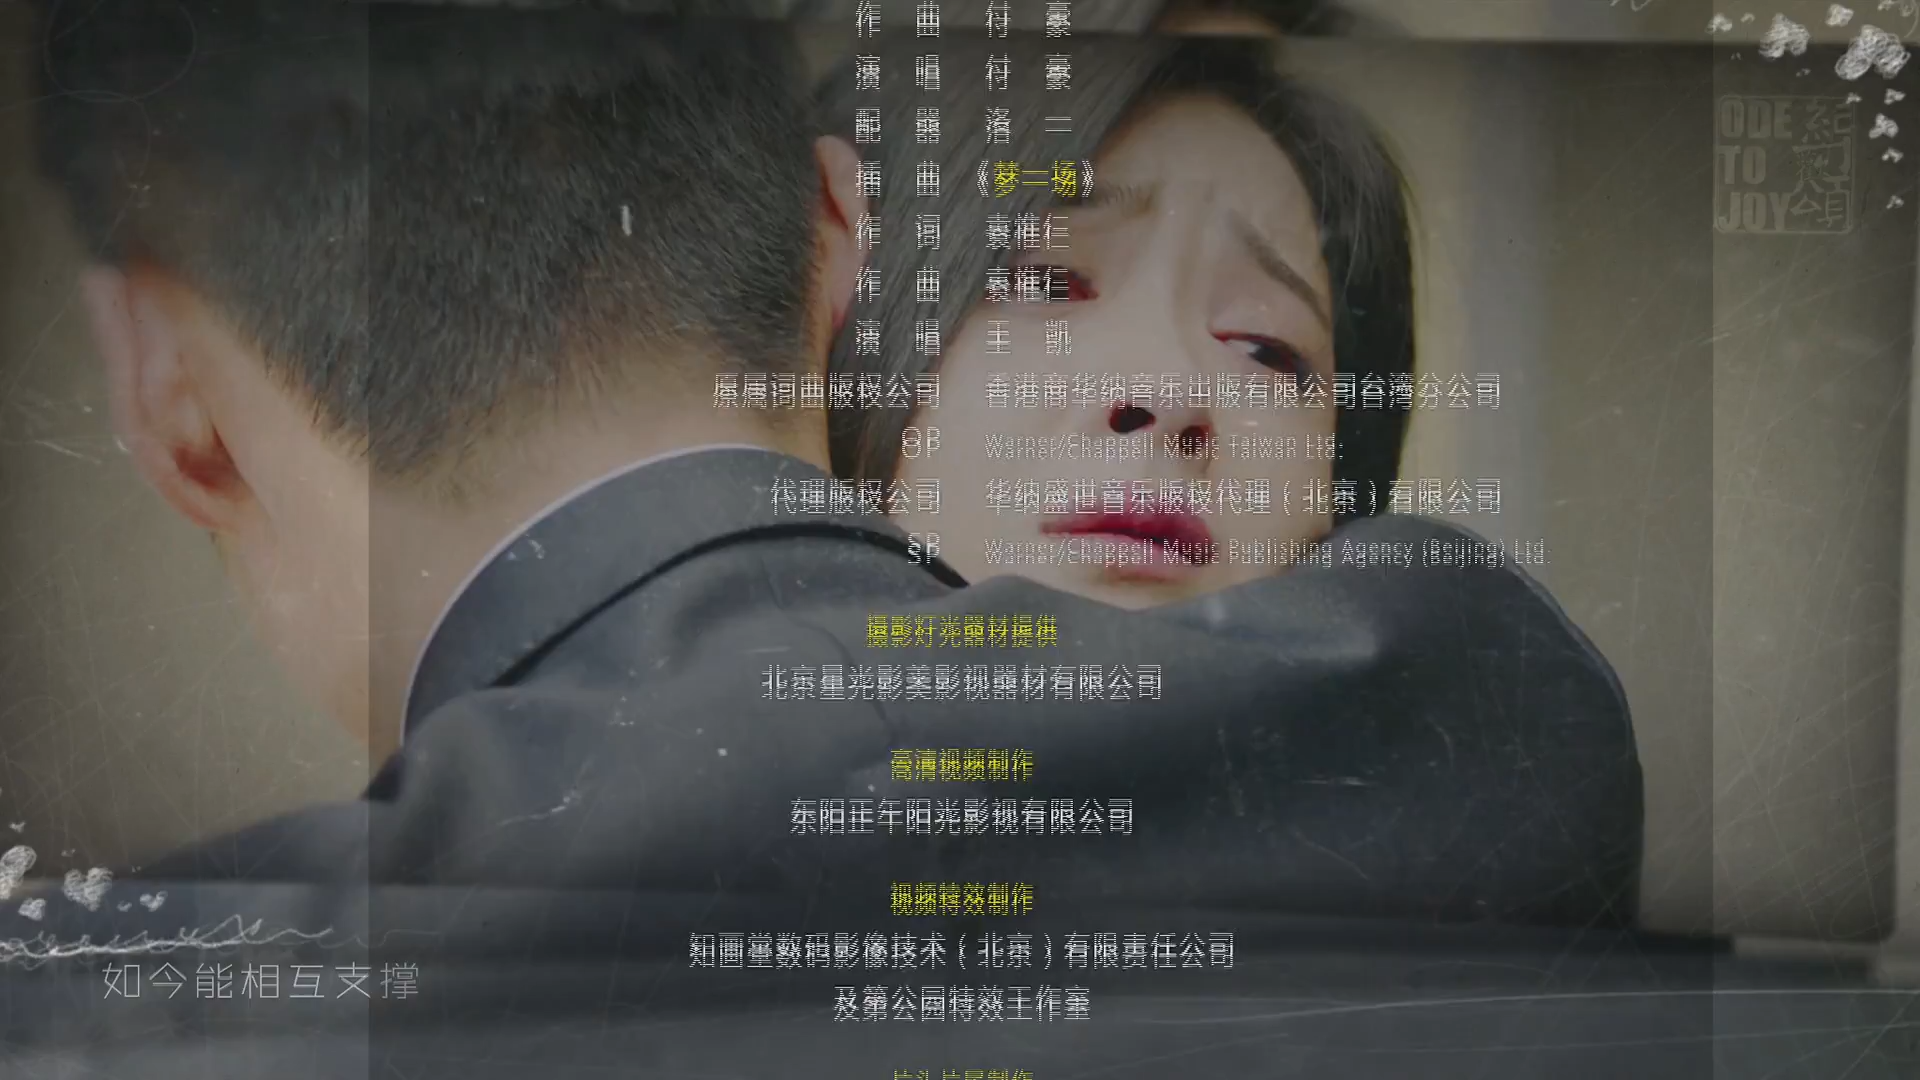 作 曲 付 豪
演 唱 付 豪
配 器 洛 一
插 曲 《梦一场》
作 词 袁惟仁
作 曲 袁惟仁
演 唱 王 凯
原属词曲版权公司 香港商华纳音乐出版有限公司台湾分公司
OP Warner/Chappell Music Taiwan Ltd.
代理版权公司 华纳盛世音乐版权代理（北京）有限公司
SP Warner/Chappell Music Publishing Agency (Beijing) Ltd.
摄影灯光器材提供
北京星光影美影视器材有限公司
高清视频制作
东阳正午阳光影视有限公司
视频特效制作
知画堂数码影像技术（北京）有限责任公司
及第公园特效工作室
片头片尾制作
如今能相互支撑
ODE
TO
JOY